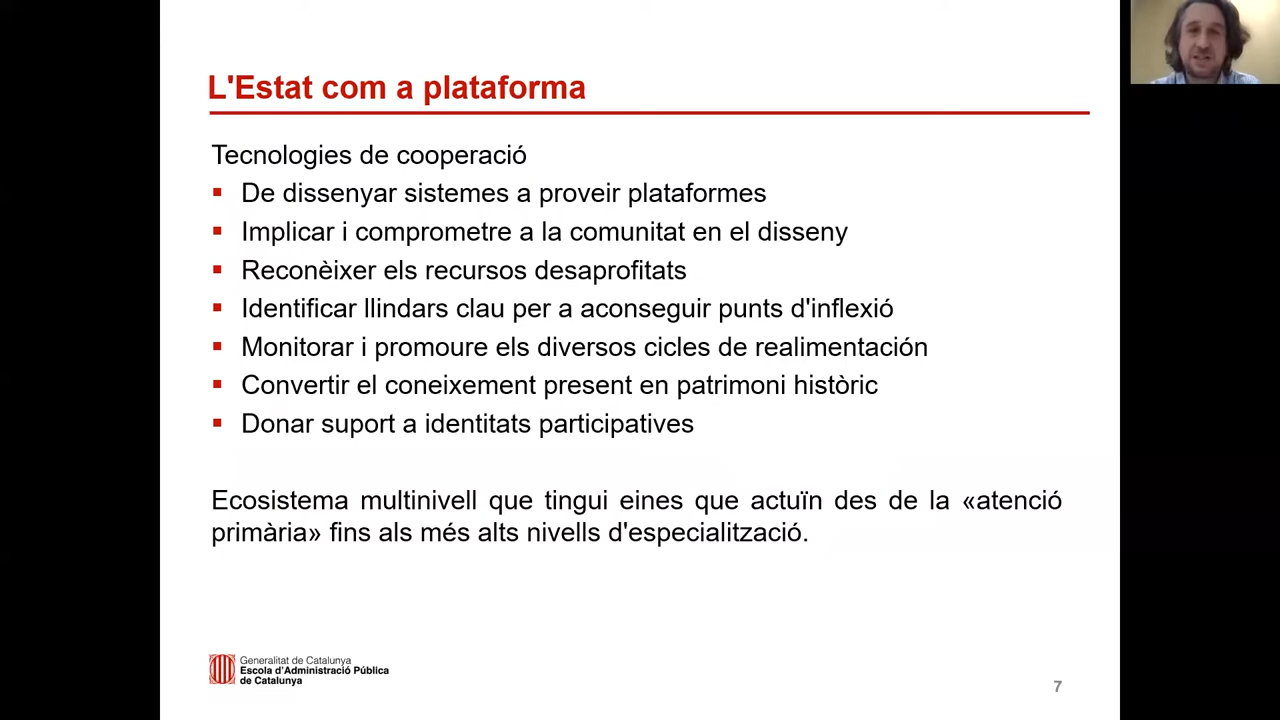 L'Estat com a plataforma
Tecnologies de cooperació
▪ De dissenyar sistemes a proveir plataformes
▪ Implicar i comprometre a la comunitat en el disseny
▪ Reconèixer els recursos desaprofitats
▪ Identificar llindars clau per a aconseguir punts d'inflexió
▪ Monitorar i promoure els diversos cicles de realimentación
▪ Convertir el coneixement present en patrimoni històric
▪ Donar suport a identitats participatives
Ecosistema multinivell que tingui eines que actuïn des de la «atenció
primària» fins als més alts nivells d'especialització.
Generalitat de Catalunya
Escola d'Administració Pública
de Catalunya
7